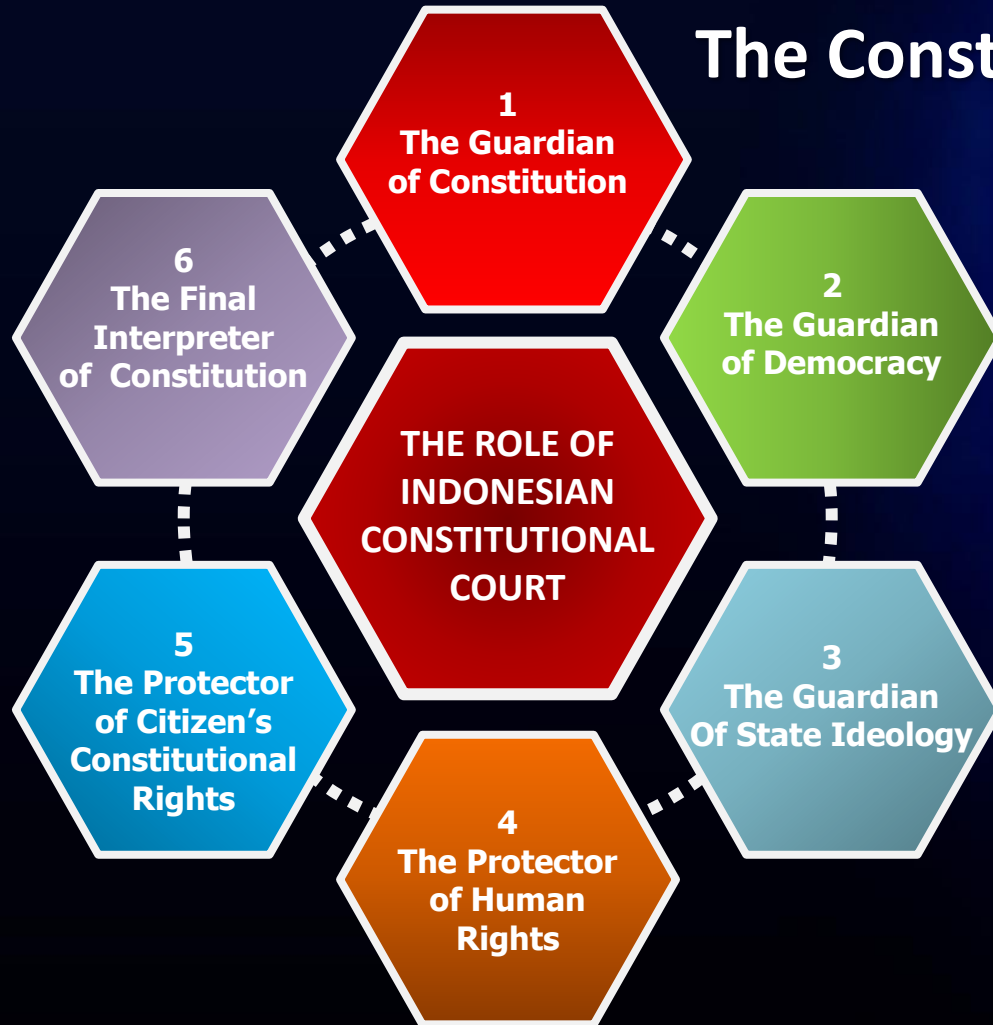 The Const
1
The Guardian
of Constitution
2
The Guardian
of Democracy
3
The Guardian
Of State Ideology
4
The Protector
of Human
Rights
5
The Protector
of Citizen’s
Constitutional
Rights
6
The Final
Interpreter
of Constitution
THE ROLE OF
INDONESIAN
CONSTITUTIONAL
COURT